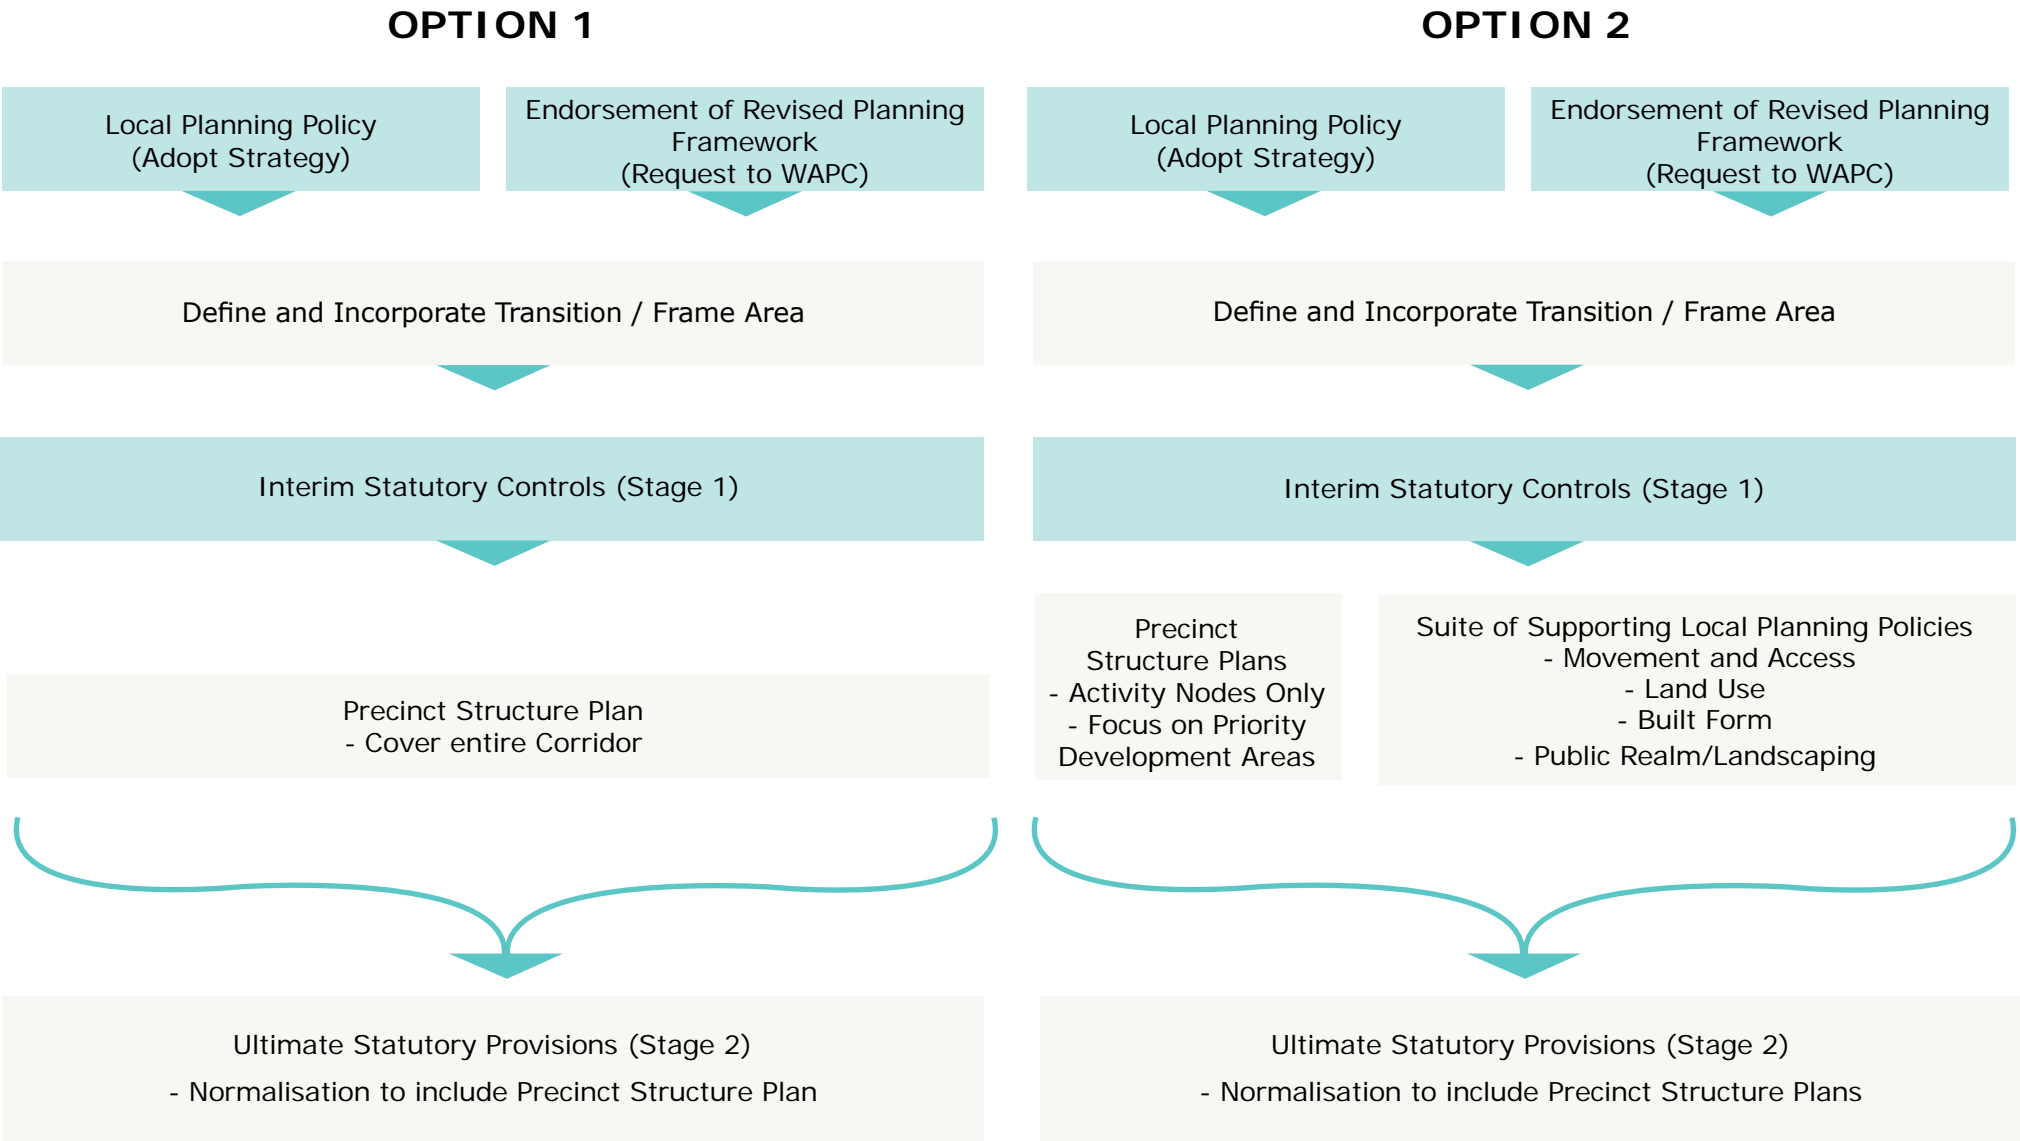 OPTION 1
Local Planning Policy
(Adopt Strategy)
Endorsement of Revised Planning
Framework
(Request to WAPC)
Define and Incorporate Transition / Frame Area
Interim Statutory Controls (Stage 1)
Precinct Structure Plan
- Cover entire Corridor
Ultimate Statutory Provisions (Stage 2)
- Normalisation to include Precinct Structure Plan
OPTION 2
Local Planning Policy
(Adopt Strategy)
Endorsement of Revised Planning
Framework
(Request to WAPC)
Define and Incorporate Transition / Frame Area
Interim Statutory Controls (Stage 1)
Precinct
Structure Plans
- Activity Nodes Only
- Focus on Priority
Development Areas
Suite of Supporting Local Planning Policies
- Movement and Access
- Land Use
- Built Form
- Public Realm/Landscaping
Ultimate Statutory Provisions (Stage 2)
- Normalisation to include Precinct Structure Plans